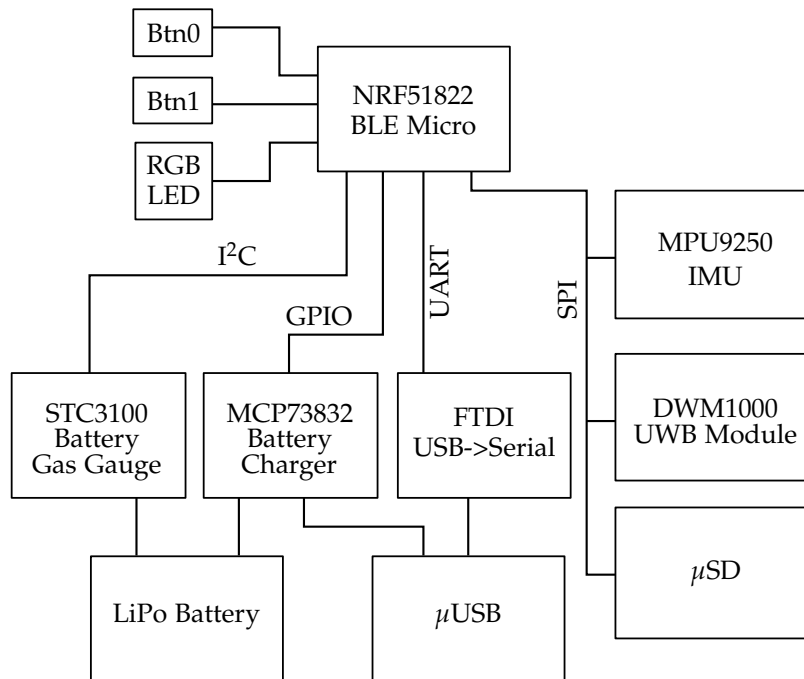 Btn0
NRF51822
BLE Micro
Btn1
RGB
LED
I²C
GPIO
UART
SPI
MPU9250
IMU
STC3100
Battery
Gas Gauge
MCP73832
Battery
Charger
FTDI
USB->Serial
DWM1000
UWB Module
LiPo Battery
μUSB
μSD